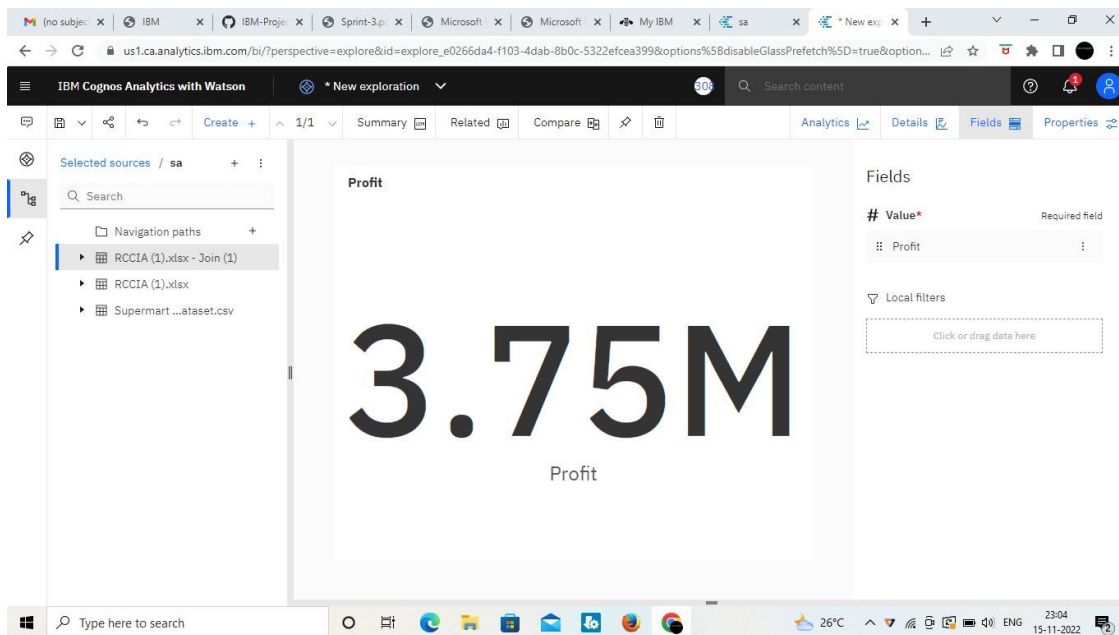 (no subjec
IBM
IBM-Proje
Sprint-3.p
Microsoft
Microsoft
My IBM
sa
* New exp
us1.ca.analytics.ibm.com/bi/?perspective=explore&id=explore_e0266da4-f103-4dab-8b0c-5322efcea399&options%5BdisableGlassPrefetch%5D=true&option...
IBM Cognos Analytics with Watson
* New exploration
308
Search content
1
Create +
1/1
Summary
Related
Compare
Analytics
Details
Fields
Properties
Selected sources / sa
Search
Navigation paths
RCCIA (1).xlsx - Join (1)
RCCIA (1).xlsx
Supermart ...ataset.csv
Profit
3.75M
Profit
Fields
# Value*
Required field
Profit
Local filters
Click or drag data here
Type here to search
26°C
ENG
23:04
15-11-2022
2